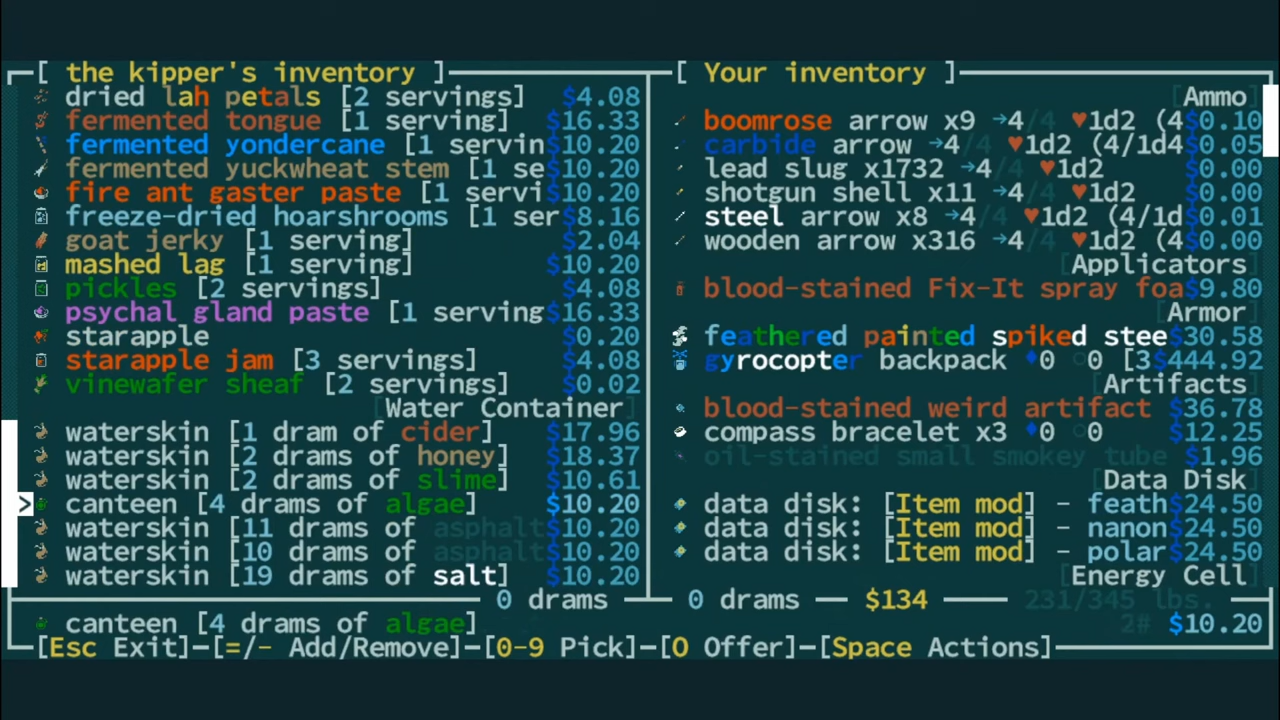 [ the kipper's inventory ]
dried lah petals [2 servings] $4.08
fermented tongue [1 serving] $16.33
fermented yondercane [1 servin $10.20
fermented yuckwheat stem [1 se $10.20
fire ant gaster paste [1 servi $10.20
freeze-dried hoarshrooms [1 ser $8.16
goat jerky [1 serving] $2.04
mashed lag [1 serving] $10.20
pickles [2 servings] $4.08
psychal gland paste [1 serving $16.33
starapple $0.20
starapple jam [3 servings] $4.08
vinewafer sheaf [2 servings] $0.02
[Water Container]
waterskin [1 dram of cider] $17.96
waterskin [2 drams of honey] $18.37
waterskin [2 drams of slime] $10.61
> canteen [4 drams of algae] $10.20
waterskin [11 drams of asphalt $10.20
waterskin [10 drams of asphalt $10.20
waterskin [19 drams of salt] $10.20
0 drams
[ Your inventory ]
[Ammo]
boomrose arrow x9 →4/4 ♥1d2 (4 $0.10
carbide arrow →4/4 ♥1d2 (4/1d4 $0.05
lead slug x1732 →4/4 ♥1d2 $0.00
shotgun shell x11 →4/4 ♥1d2 $0.00
steel arrow x8 →4/4 ♥1d2 (4/1d $0.01
wooden arrow x316 →4/4 ♥1d2 (4 $0.00
[Applicators]
blood-stained Fix-It spray foa $9.80
[Armor]
feathered painted spiked stee $30.58
gyrocopter backpack ♦0 ○0 [3 $444.92
[Artifacts]
blood-stained weird artifact $36.78
compass bracelet x3 ♦0 ○0 $12.25
oil-stained small smokey tube $1.96
[Data Disk]
data disk: [Item mod] - feath $24.50
data disk: [Item mod] - nanon $24.50
data disk: [Item mod] - polar $24.50
[Energy Cell]
0 drams — $134 — 231/345 lbs.
canteen [4 drams of algae] 2# $10.20
[Esc Exit]-[=/- Add/Remove]-[0-9 Pick]-[O Offer]-[Space Actions]